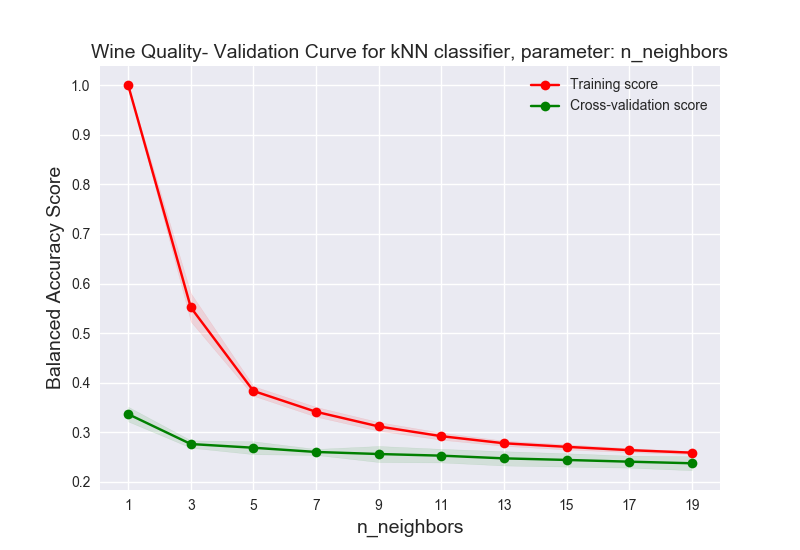 Wine Quality- Validation Curve for kNN classifier, parameter: n_neighbors
Training score
Cross-validation score
Balanced Accuracy Score
1.0
0.9
0.8
0.7
0.6
0.5
0.4
0.3
0.2
1 3 5 7 9 11 13 15 17 19
n_neighbors